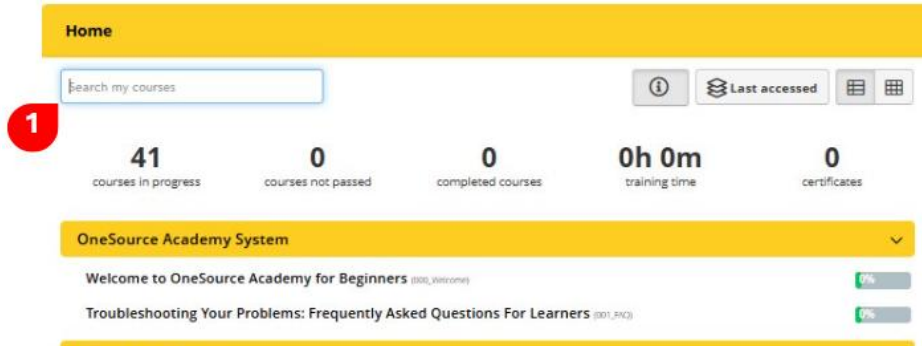 Home
Search my courses
Last accessed
1
41 0 0 0h 0m 0
courses in progress courses not passed completed courses training time certificates
OneSource Academy System
Welcome to OneSource Academy for Beginners (000_Welcome) 0%
Troubleshooting Your Problems: Frequently Asked Questions For Learners (001_FAQ) 0%